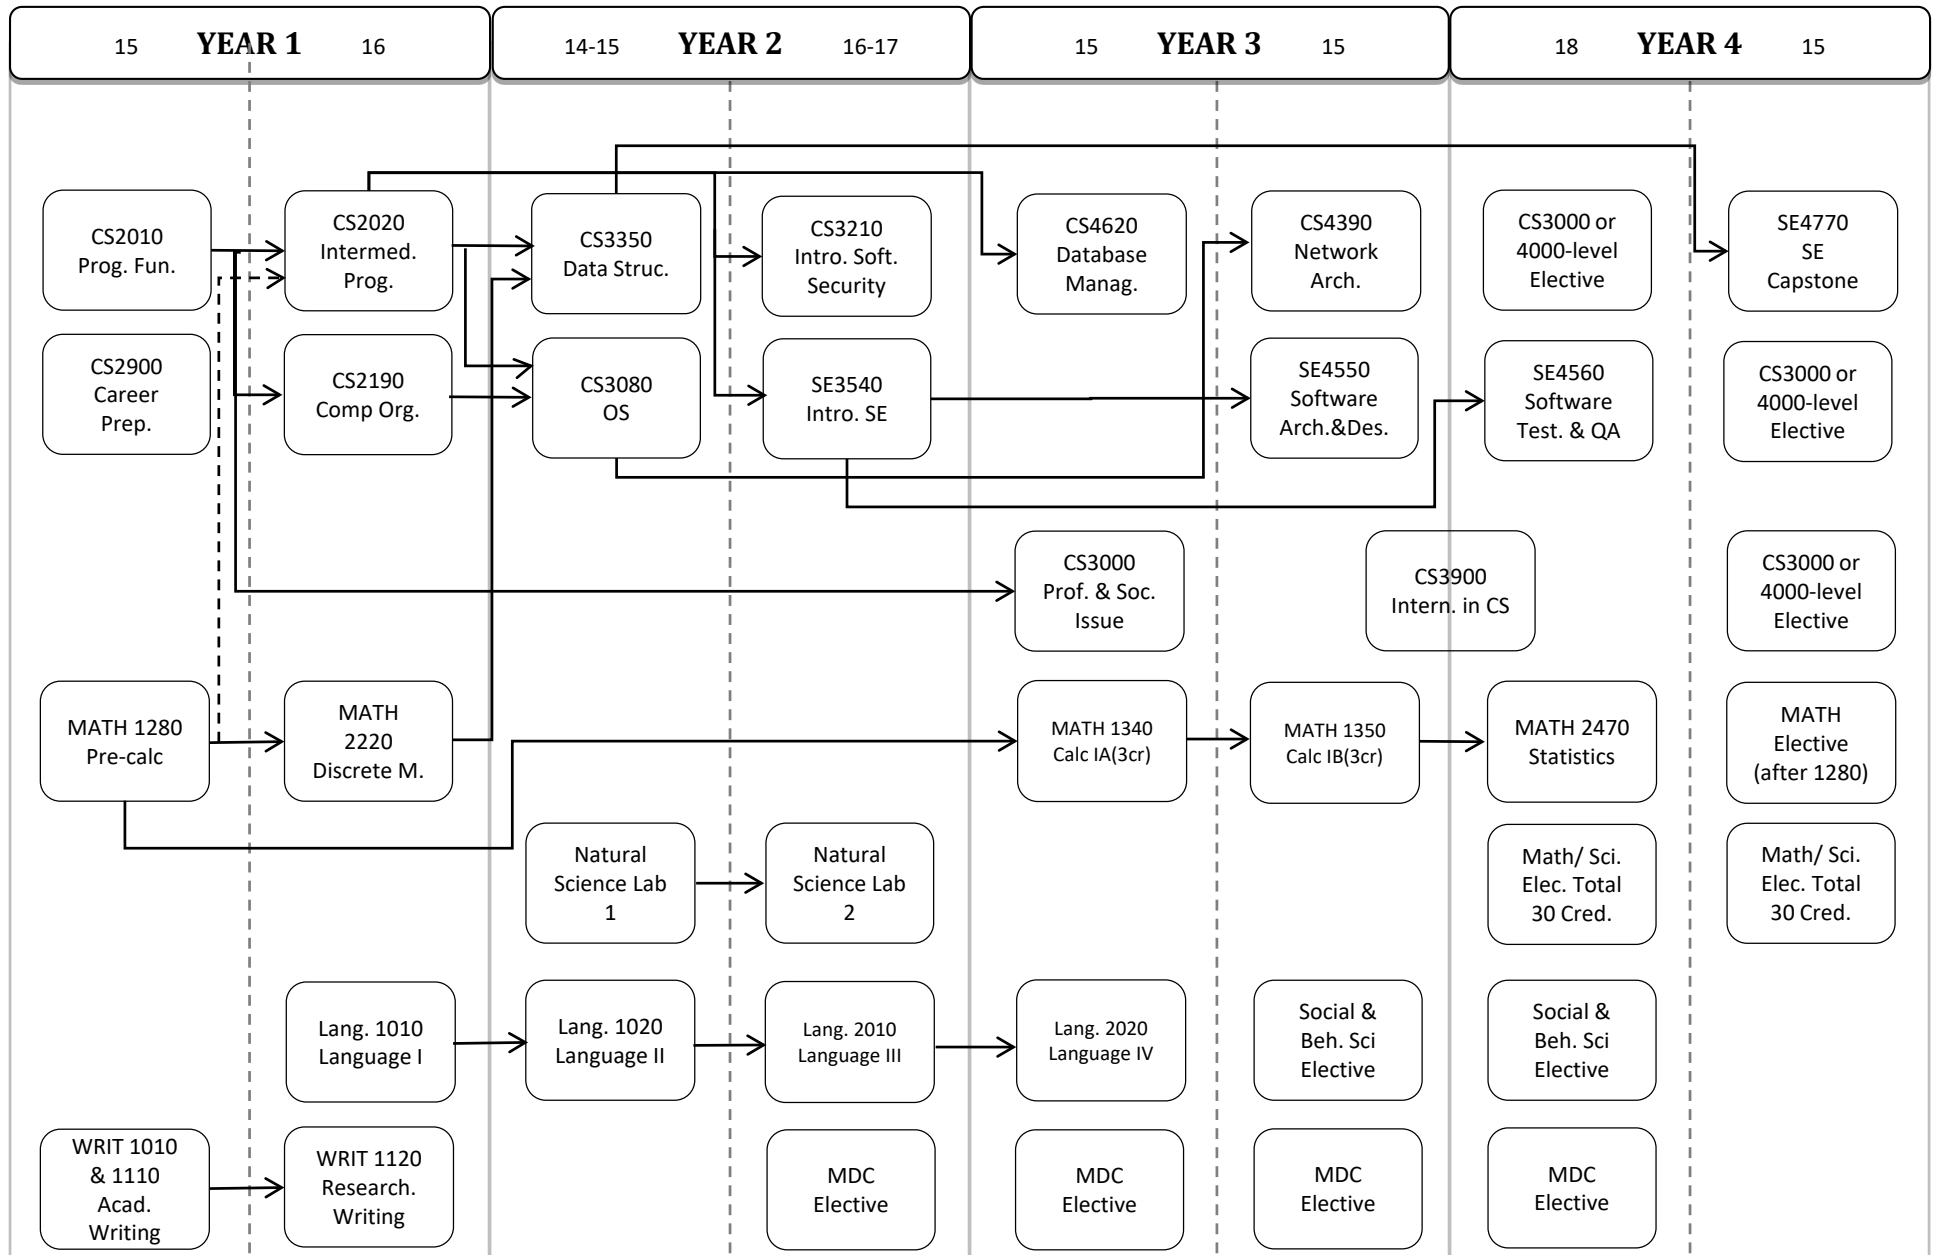 15 YEAR 1 16
14-15 YEAR 2 16-17
15 YEAR 3 15
18 YEAR 4 15
CS2010
Prog. Fun.
CS2020
Intermed.
Prog.
CS3350
Data Struc.
CS3210
Intro. Soft.
Security
CS4620
Database
Manag.
CS4390
Network
Arch.
CS3000 or
4000-level
Elective
SE4770
SE
Capstone
CS2900
Career
Prep.
CS2190
Comp Org.
CS3080
OS
SE3540
Intro. SE
SE4550
Software
Arch.&Des.
SE4560
Software
Test. & QA
CS3000 or
4000-level
Elective
CS3000
Prof. & Soc.
Issue
CS3900
Intern. in CS
CS3000 or
4000-level
Elective
MATH 1280
Pre-calc
MATH
2220
Discrete M.
MATH 1340
Calc IA(3cr)
MATH 1350
Calc IB(3cr)
MATH 2470
Statistics
MATH
Elective
(after 1280)
Natural
Science Lab
1
Natural
Science Lab
2
Math/ Sci.
Elec. Total
30 Cred.
Math/ Sci.
Elec. Total
30 Cred.
Lang. 1010
Language I
Lang. 1020
Language II
Lang. 2010
Language III
Lang. 2020
Language IV
Social &
Beh. Sci
Elective
Social &
Beh. Sci
Elective
WRIT 1010
& 1110
Acad.
Writing
WRIT 1120
Research.
Writing
MDC
Elective
MDC
Elective
MDC
Elective
MDC
Elective